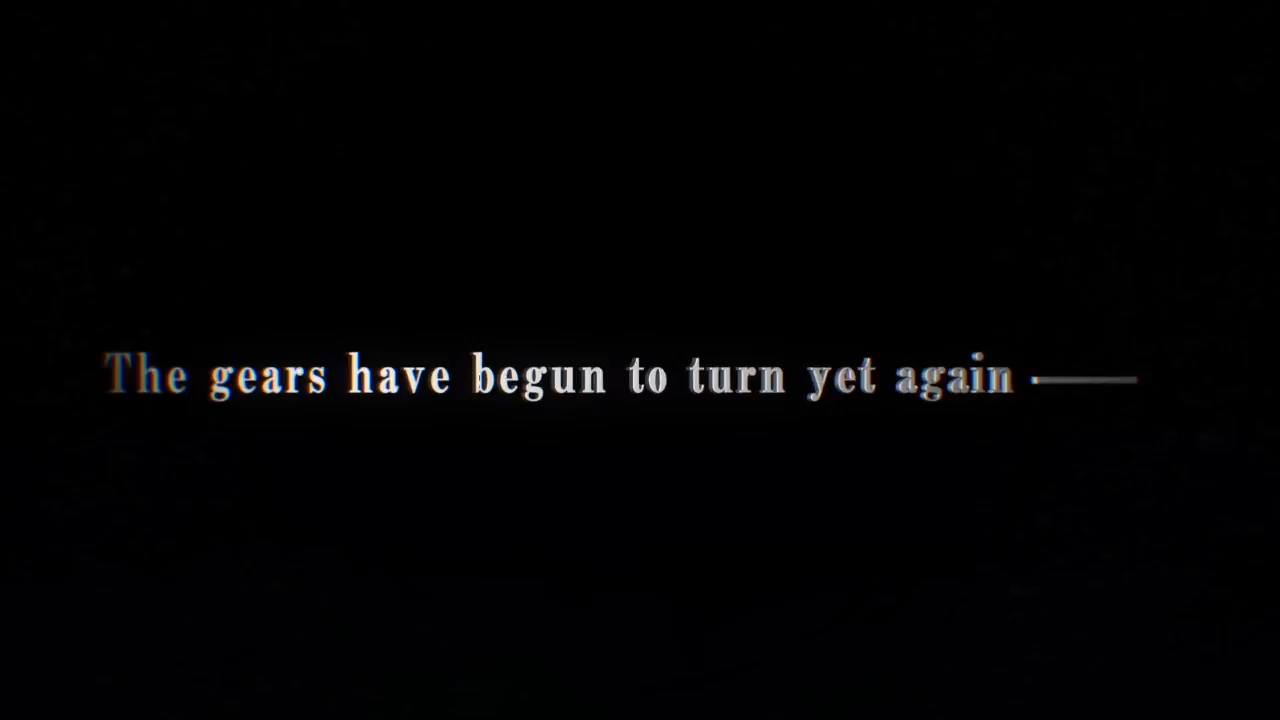 The gears have begun to turn yet again ——